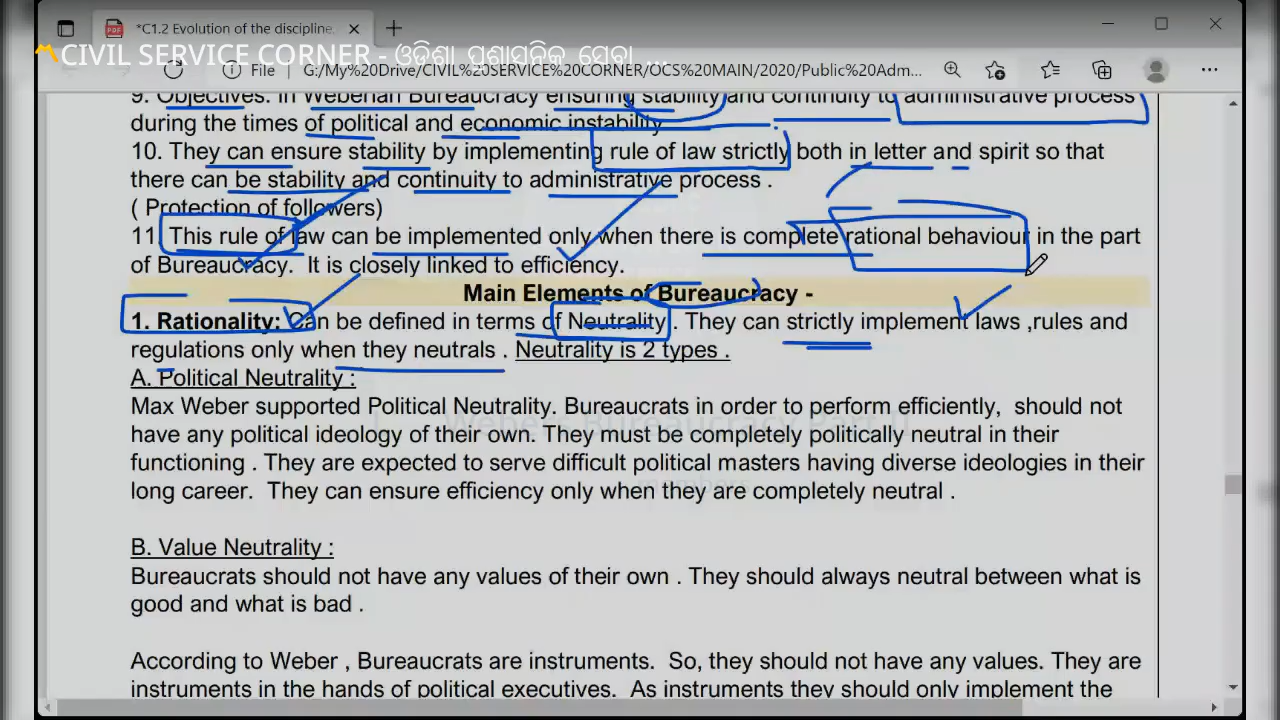 *C1.2 Evolution of the discipline.
CIVIL SERVICE CORNER - ଓଡିଶା ପ୍ରଶାସନିକ ସେବା ...
File G:/My%20Drive/CIVIL%20SERVICE%20CORNER/OCS%20MAIN/2020/Public%20Adm...
9. Objectives: In Weberian Bureaucracy ensuring stability and continuity to administrative process
during the times of political and economic instability
10. They can ensure stability by implementing rule of law strictly both in letter and spirit so that
there can be stability and continuity to administrative process .
( Protection of followers)
11. This rule of law can be implemented only when there is complete rational behaviour in the part
of Bureaucracy. It is closely linked to efficiency.
Main Elements of Bureaucracy -
1. Rationality: Can be defined in terms of Neutrality . They can strictly implement laws ,rules and
regulations only when they neutrals . Neutrality is 2 types .
A. Political Neutrality :
Max Weber supported Political Neutrality. Bureaucrats in order to perform efficiently, should not
have any political ideology of their own. They must be completely politically neutral in their
functioning . They are expected to serve difficult political masters having diverse ideologies in their
long career. They can ensure efficiency only when they are completely neutral .
B. Value Neutrality :
Bureaucrats should not have any values of their own . They should always neutral between what is
good and what is bad .
According to Weber , Bureaucrats are instruments. So, they should not have any values. They are
instruments in the hands of political executives. As instruments they should only implement the